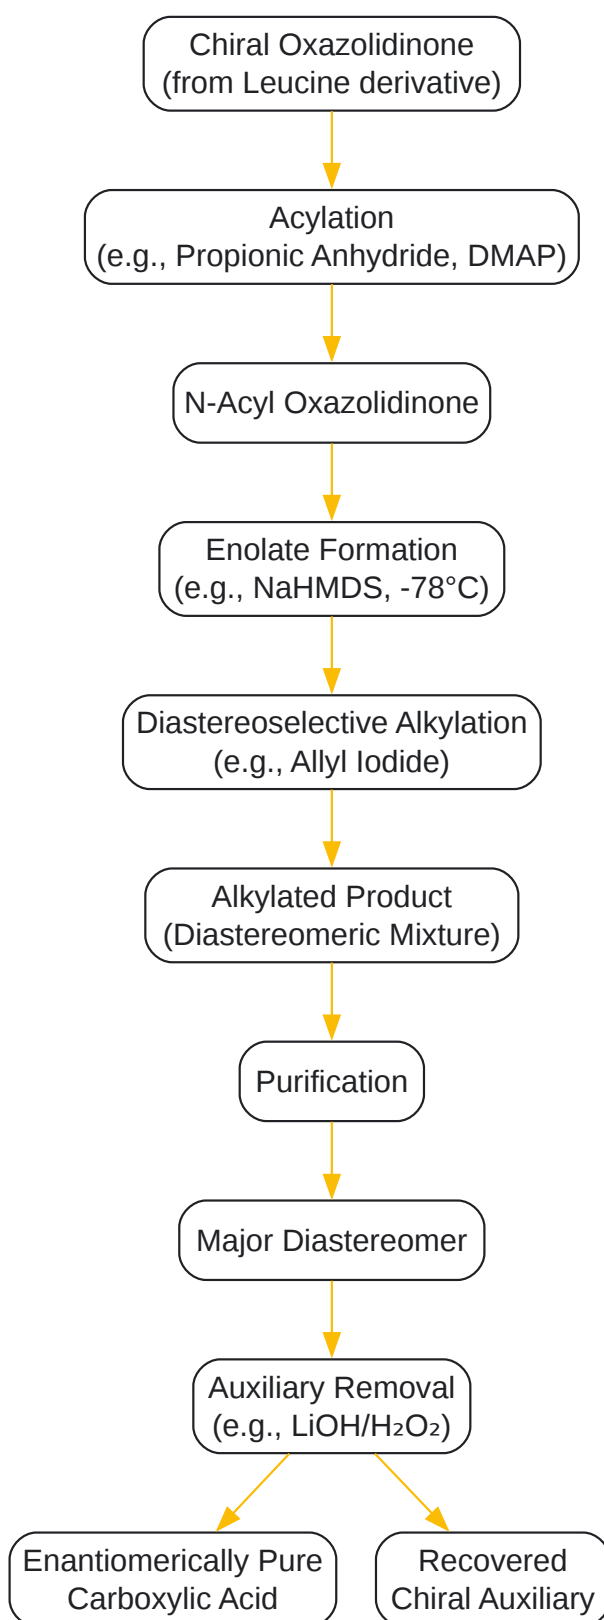 Chiral Oxazolidinone
(from Leucine derivative)
Acylation
(e.g., Propionic Anhydride, DMAP)
N-Acyl Oxazolidinone
Enolate Formation
(e.g., NaHMDS, -78°C)
Diastereoselective Alkylation
(e.g., Allyl Iodide)
Alkylated Product
(Diastereomeric Mixture)
Purification
Major Diastereomer
Auxiliary Removal
(e.g., LiOH/H₂O₂)
Enantiomerically Pure
Carboxylic Acid
Recovered
Chiral Auxiliary